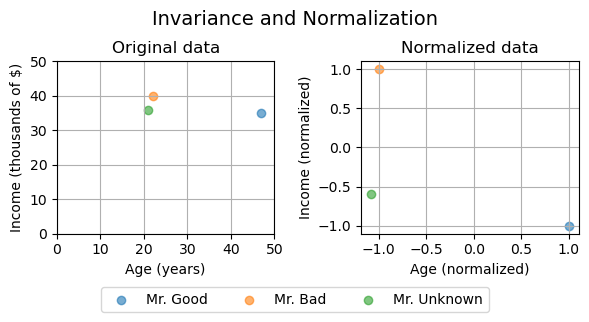 Invariance and Normalization
Original data
50
40
30
20
10
0
Income (thousands of $)
0 10 20 30 40 50
Age (years)
Normalized data
1.0
0.5
0.0
−0.5
−1.0
Income (normalized)
−1.0 −0.5 0.0 0.5 1.0
Age (normalized)
Mr. Good Mr. Bad Mr. Unknown